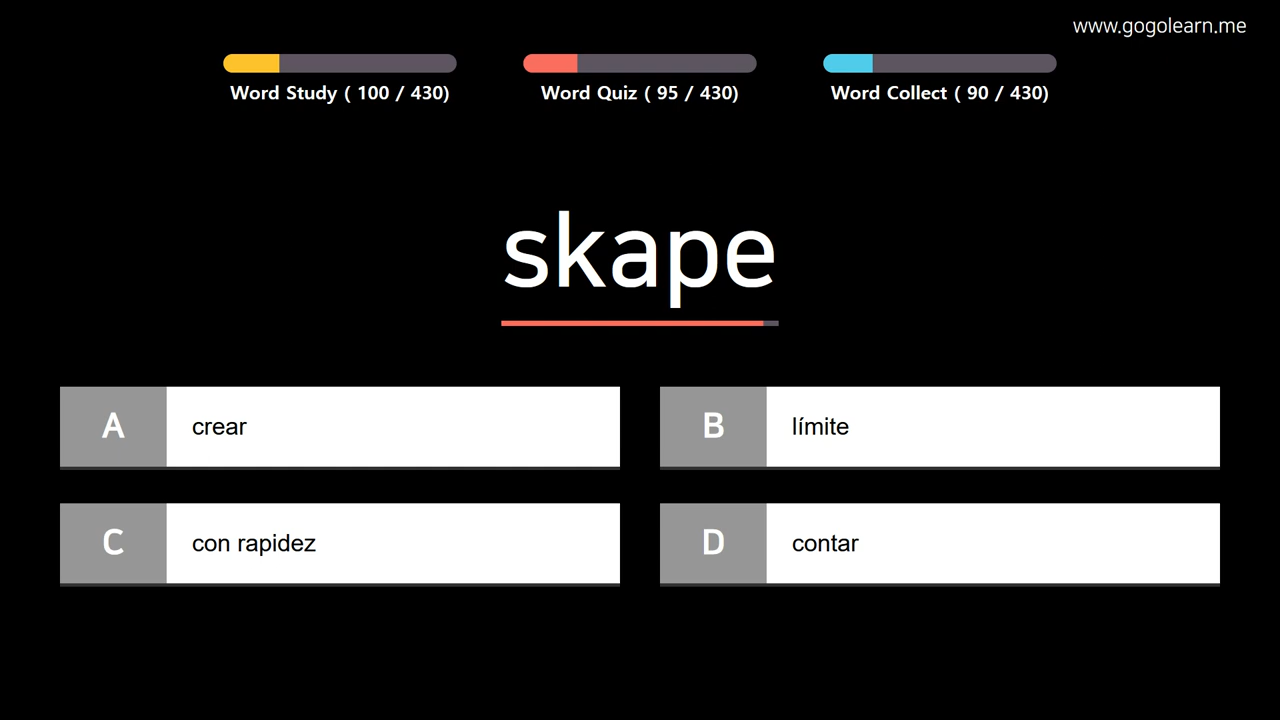 www.gogolearn.me
Word Study ( 100 / 430)
Word Quiz ( 95 / 430)
Word Collect ( 90 / 430)
skape
A crear
B límite
C con rapidez
D contar